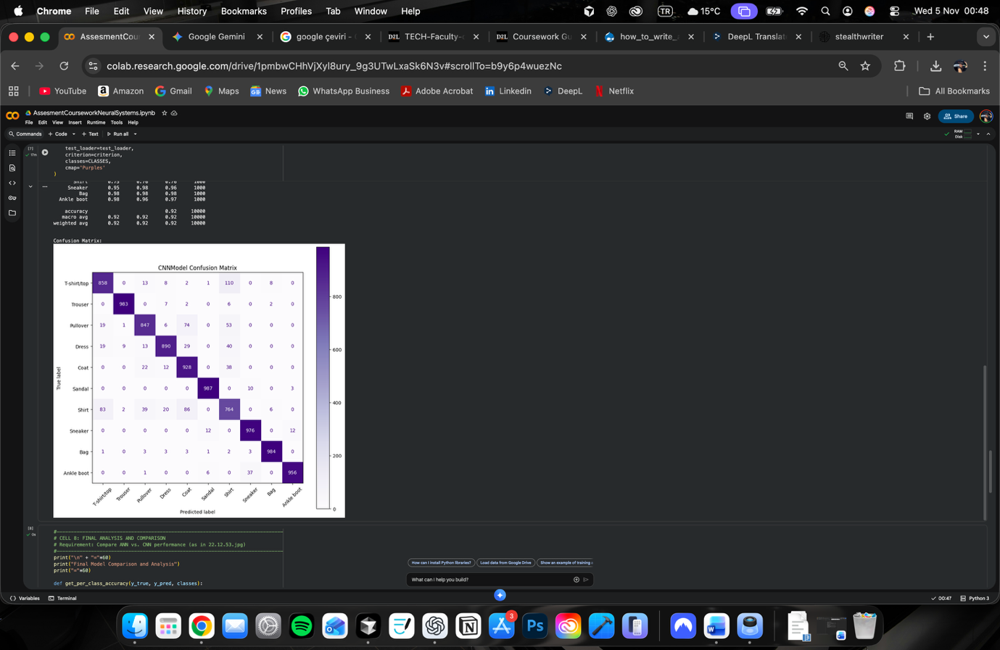 Chrome File Edit View History Bookmarks Profiles Tab Window Help TR 15°C Wed 5 Nov 00:48
AssesmentCour Google Gemini google çeviri - TECH-Faculty- Coursework Gu how_to_write_ DeepL Translat stealthwriter
colab.research.google.com/drive/1pmbwCHhVjXyI8ury_9g3UTwLxaSk6N3v#scrollTo=b9y6p4wuezNc
YouTube Amazon Gmail Maps News WhatsApp Business Adobe Acrobat Linkedin DeepL Netflix All Bookmarks
AssesmentCourseworkNeuralSystems.ipynb
File Edit View Insert Runtime Tools Help
Share
Commands + Code + Text Run all RAM Disk
[7] 17m
test_loader=test_loader,
criterion=criterion,
classes=CLASSES,
cmap='Purples'
)
Shirt 0.75 0.76 0.76 1000
Sneaker 0.95 0.98 0.96 1000
Bag 0.98 0.98 0.98 1000
Ankle boot 0.98 0.96 0.97 1000
accuracy 0.92 10000
macro avg 0.92 0.92 0.92 10000
weighted avg 0.92 0.92 0.92 10000
Confusion Matrix:
CNNModel Confusion Matrix
T-shirt/top 858 0 13 8 2 1 110 0 8 0
Trouser 0 983 0 7 2 0 6 0 2 0
Pullover 19 1 847 6 74 0 53 0 0 0
Dress 19 9 13 890 29 0 40 0 0 0
Coat 0 0 22 12 928 0 38 0 0 0
Sandal 0 0 0 0 0 987 0 10 0 3
Shirt 83 2 39 20 86 0 764 0 6 0
Sneaker 0 0 0 0 0 12 0 976 0 12
Bag 1 0 3 3 3 1 2 3 984 0
Ankle boot 0 0 1 0 0 6 0 37 0 956
True label
T-shirt/top Trouser Pullover Dress Coat Sandal Shirt Sneaker Bag Ankle boot
Predicted label
800
600
400
200
0
[8] 0s
#
# CELL 8: FINAL ANALYSIS AND COMPARISON
# Requirement: Compare ANN vs. CNN performance (as in 22.12.53.jpg)
#
print("\n" + "="*60)
print("Final Model Comparison and Analysis")
print("="*60)
def get_per_class_accuracy(y_true, y_pred, classes):
How can I install Python libraries? Load data from Google Drive Show an example of training
What can I help you build?
Variables Terminal 00:47 Python 3
3
Ps